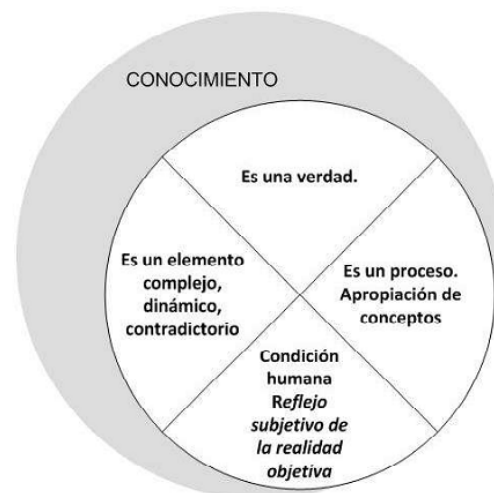 CONOCIMIENTO
Es una verdad.
Es un elemento
complejo,
dinámico,
contradictorio
Es un proceso.
Apropiación de
conceptos
Condición
humana
Reflejo
subjetivo de
la realidad
objetiva